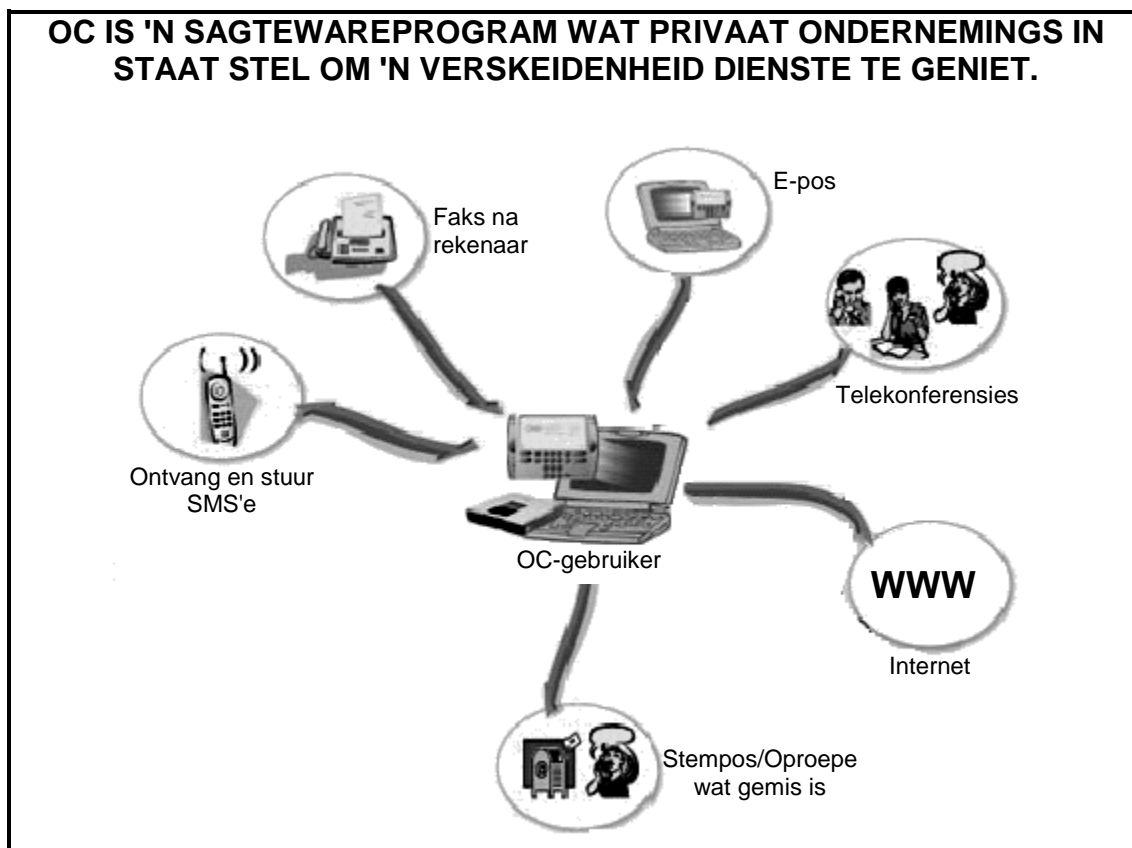 OC IS 'N SAGTEWAREPROGRAM WAT PRIVAAT ONDERNEMINGS IN
STAAT STEL OM 'N VERSKEIDENHEID DIENSTE TE GENIET.
E-pos
Faks na
rekenaar
Telekonferensies
Ontvang en stuur
SMS'e
OC-gebruiker
WWW
Internet
Stempos/Oproepe
wat gemis is